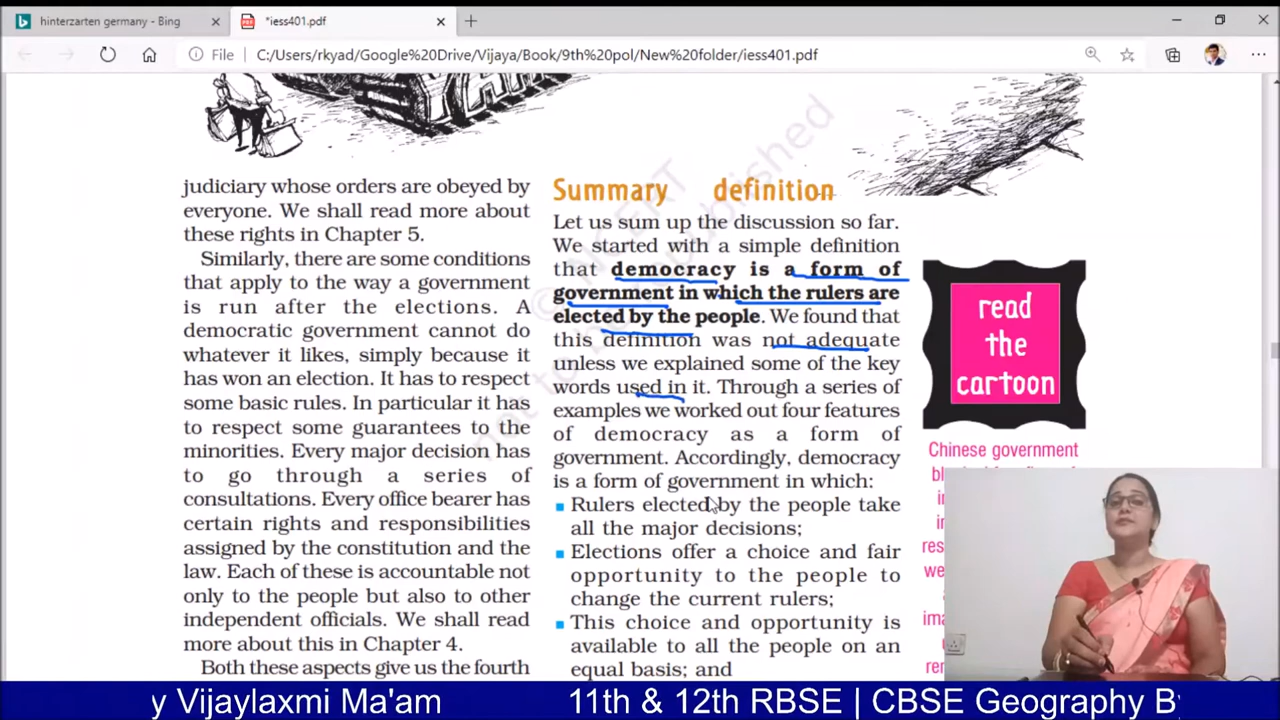 hinterzarten germany - Bing
*iess401.pdf
File
C:/Users/rkyad/Google%20Drive/Vijaya/Book/9th%20pol/New%20folder/iess401.pdf
judiciary whose orders are obeyed by
everyone. We shall read more about
these rights in Chapter 5.
Similarly, there are some conditions
that apply to the way a government
is run after the elections. A
democratic government cannot do
whatever it likes, simply because it
has won an election. It has to respect
some basic rules. In particular it has
to respect some guarantees to the
minorities. Every major decision has
to go through a series of
consultations. Every office bearer has
certain rights and responsibilities
assigned by the constitution and the
law. Each of these is accountable not
only to the people but also to other
independent officials. We shall read
more about this in Chapter 4.
Both these aspects give us the fourth
Summary definition
Let us sum up the discussion so far.
We started with a simple definition
that democracy is a form of
government in which the rulers are
elected by the people. We found that
this definition was not adequate
unless we explained some of the key
words used in it. Through a series of
examples we worked out four features
of democracy as a form of
government. Accordingly, democracy
is a form of government in which:
Rulers elected by the people take
all the major decisions;
Elections offer a choice and fair
opportunity to the people to
change the current rulers;
This choice and opportunity is
available to all the people on an
equal basis; and
© NCERT
not to be republished
read
the
cartoon
Chinese government
y Vijaylaxmi Ma'am
11th & 12th RBSE | CBSE Geography By